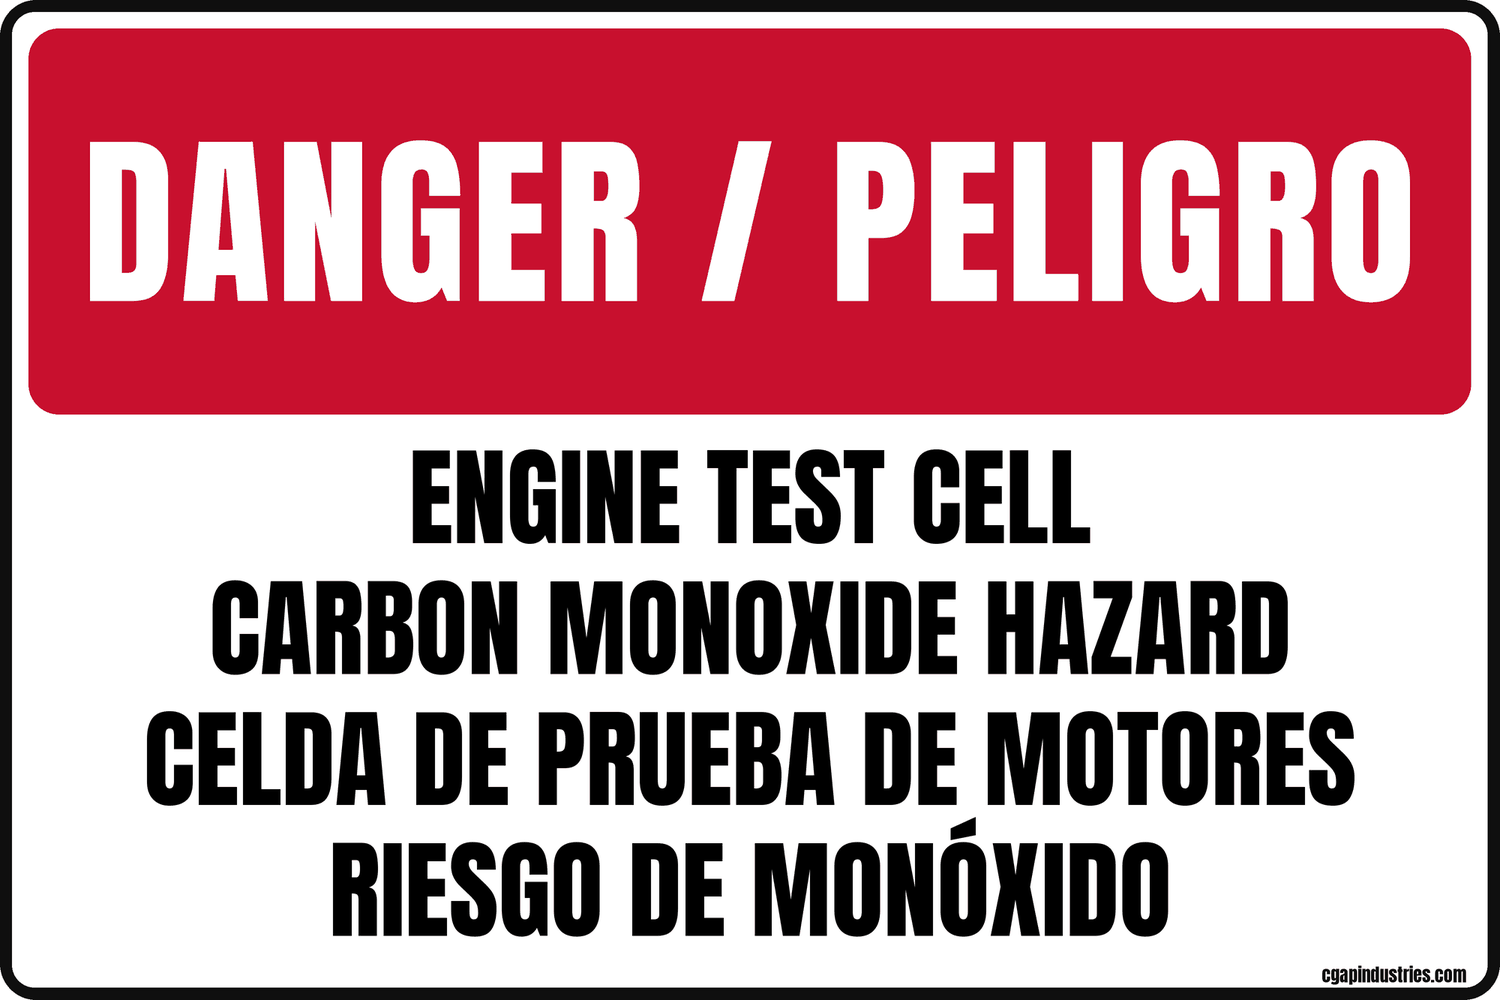 DANGER / PELIGRO
ENGINE TEST CELL
CARBON MONOXIDE HAZARD
CELDA DE PRUEBA DE MOTORES
RIESGO DE MONÓXIDO
cgapindustries.com